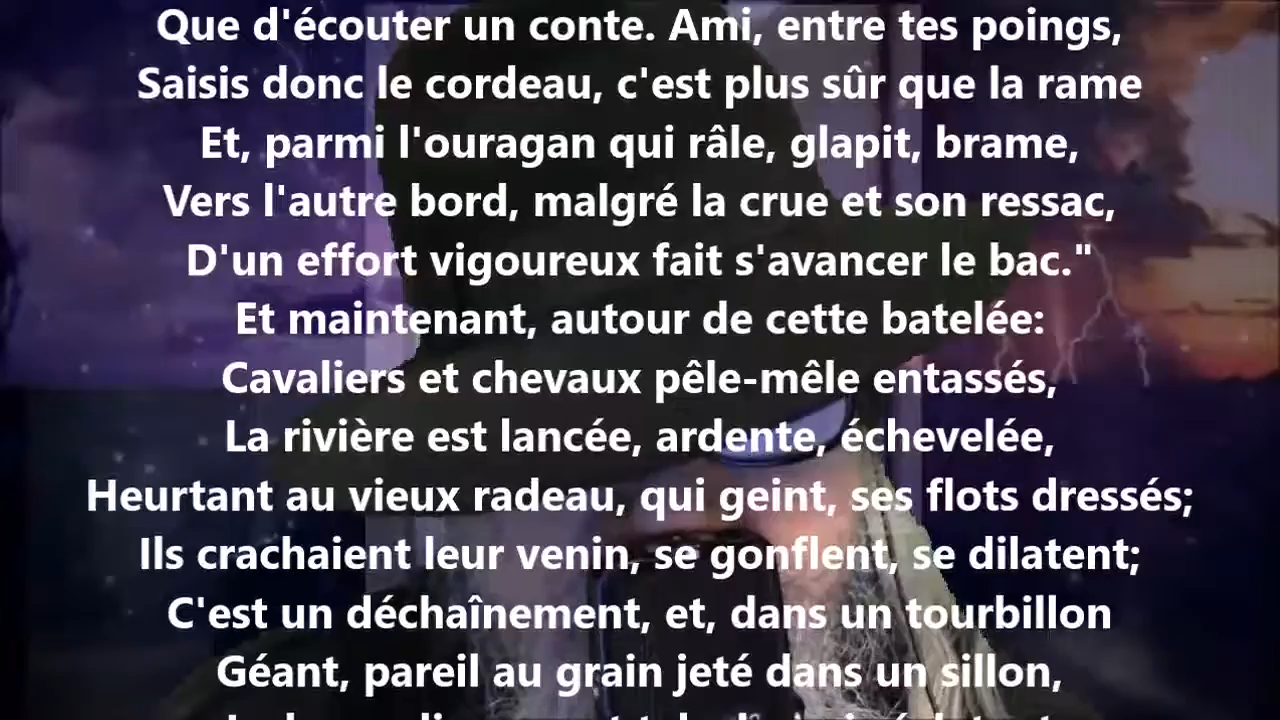 Que d'écouter un conte. Ami, entre tes poings,
Saisis donc le cordeau, c'est plus sûr que la rame
Et, parmi l'ouragan qui râle, glapit, brame,
Vers l'autre bord, malgré la crue et son ressac,
D'un effort vigoureux fait s'avancer le bac."
Et maintenant, autour de cette batelée:
Cavaliers et chevaux pêle-mêle entassés,
La rivière est lancée, ardente, échevelée,
Heurtant au vieux radeau, qui geint, ses flots dressés;
Ils crachaient leur venin, se gonflent, se dilatent;
C'est un déchaînement, et, dans un tourbillon
Géant, pareil au grain jeté dans un sillon,